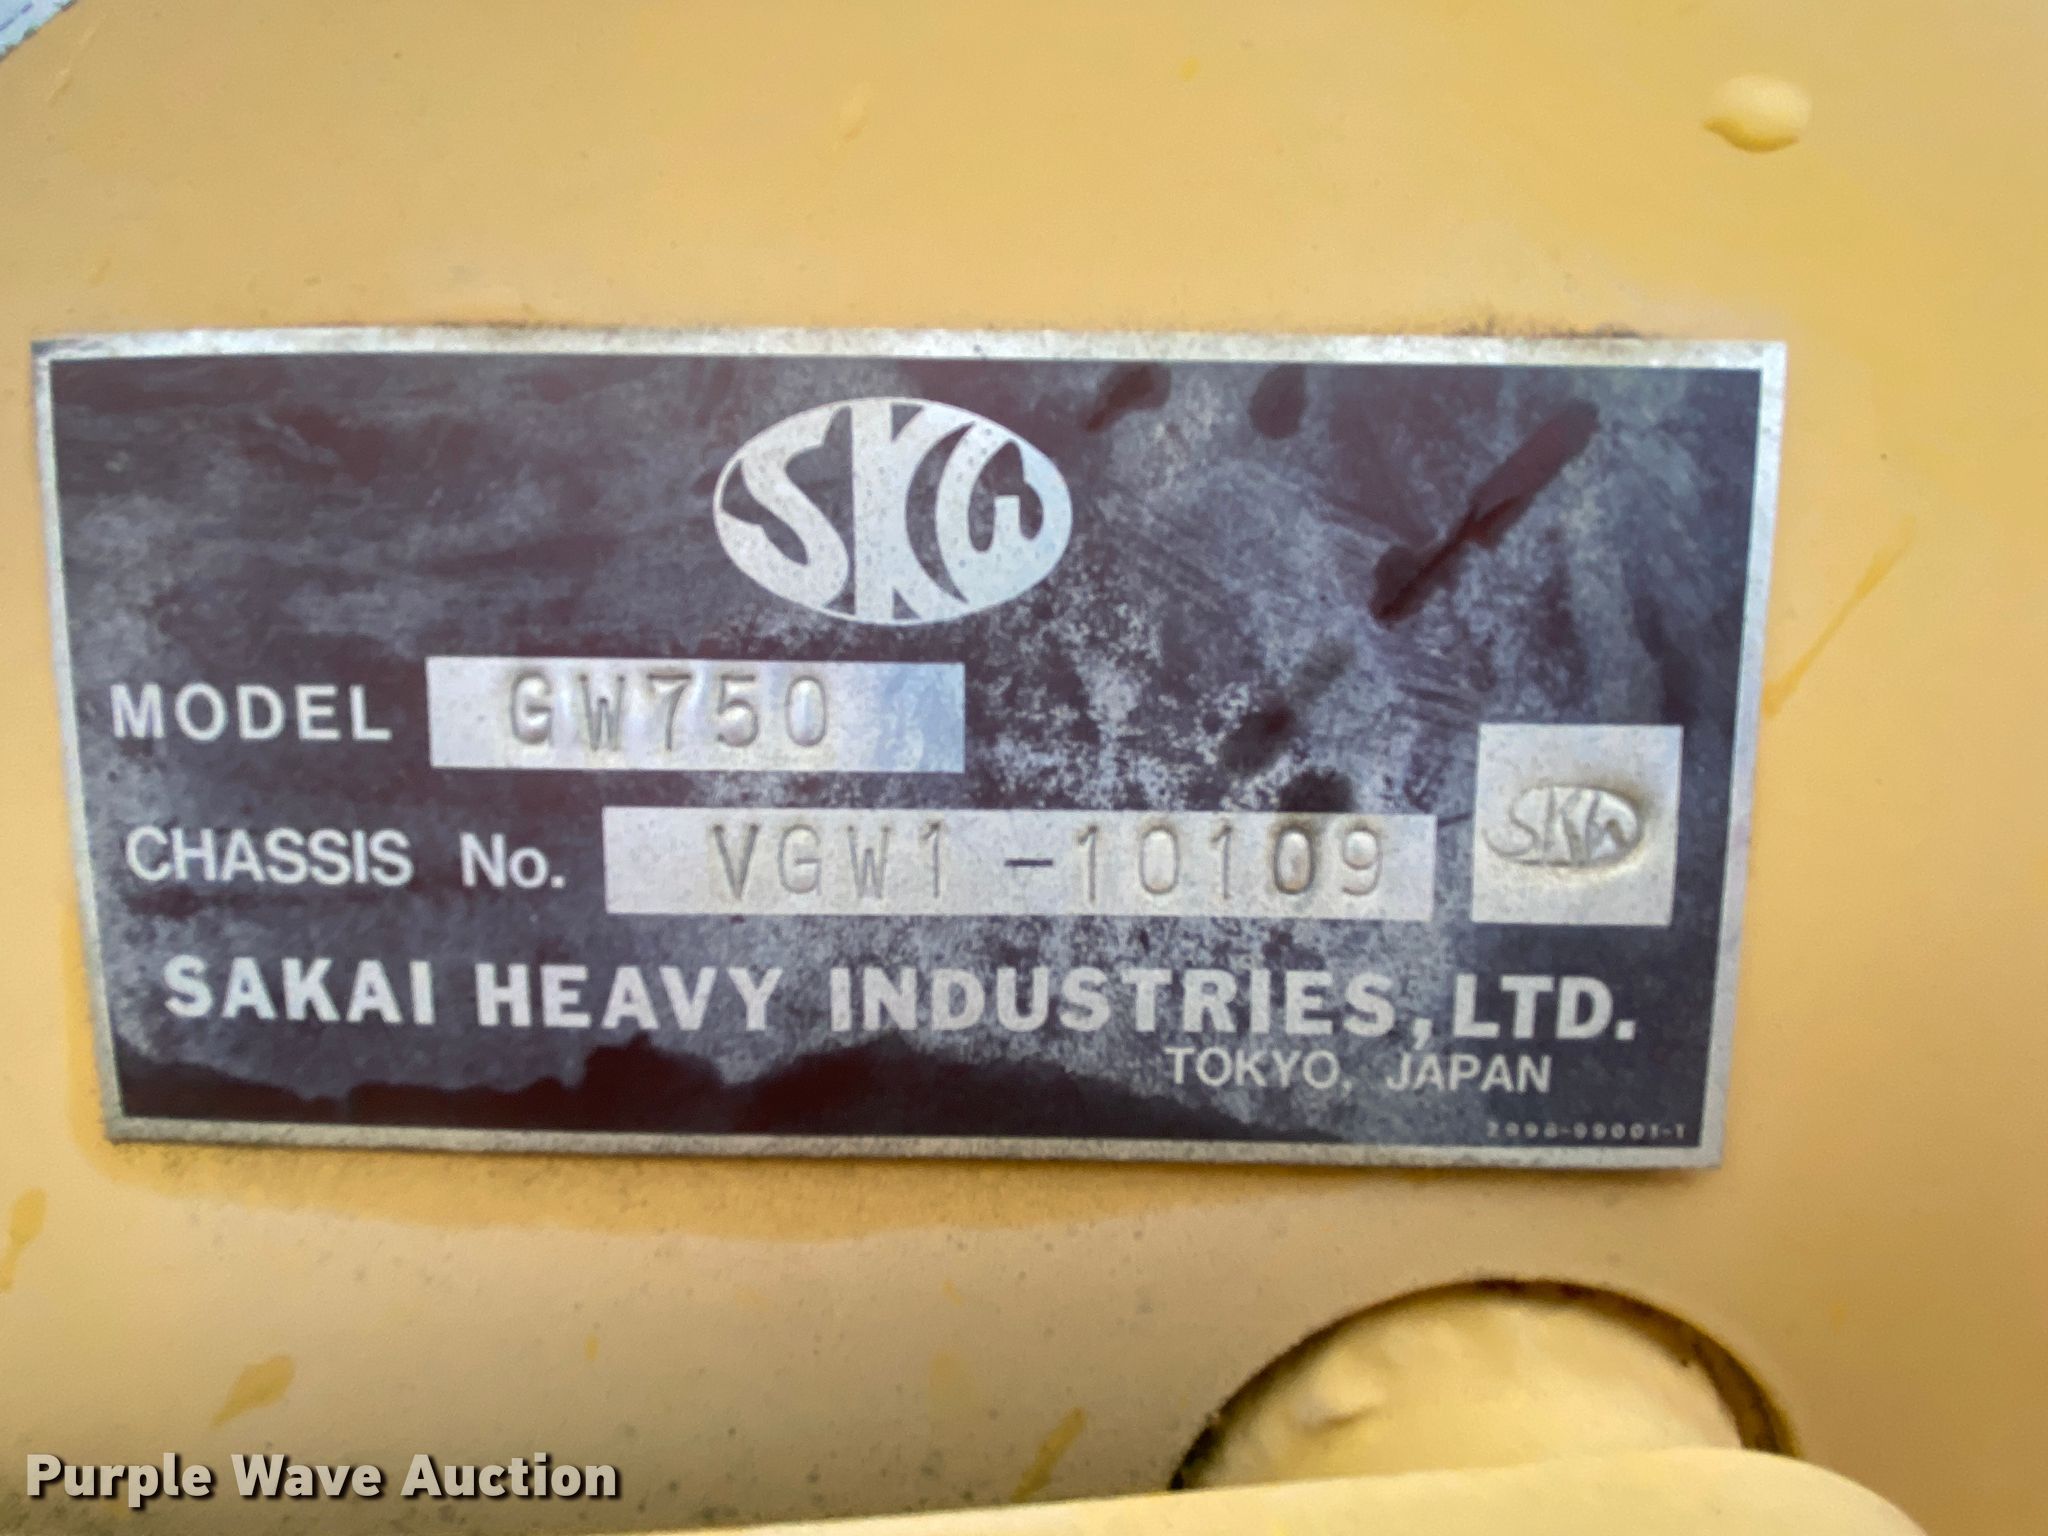 SKW
MODEL GW750
CHASSIS No. VGW1-10109
SKW
SAKAI HEAVY INDUSTRIES, LTD.
TOKYO, JAPAN
Purple Wave Auction